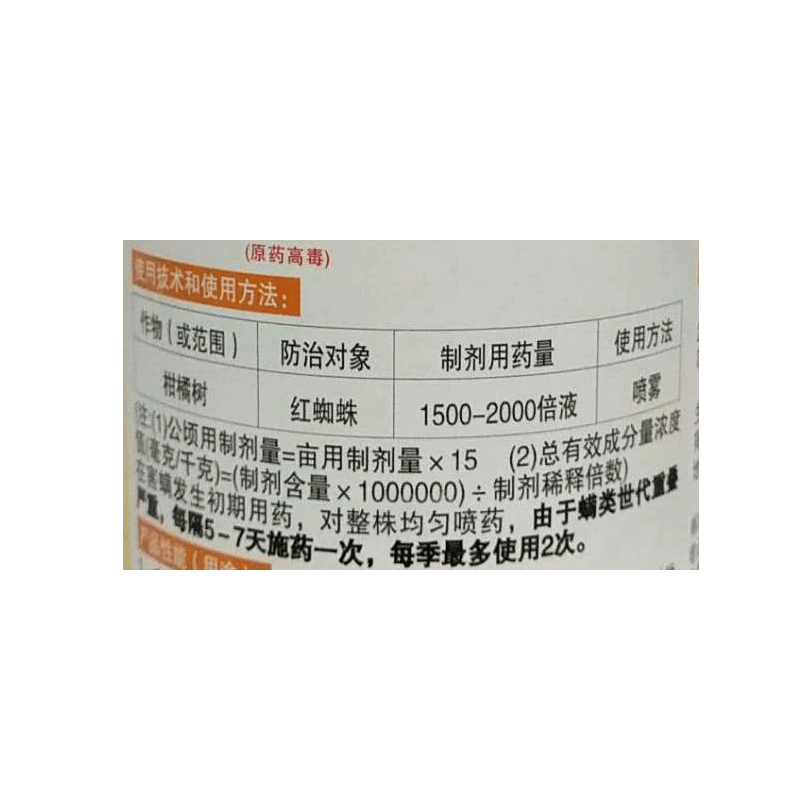 (原药高毒)
使用技术和使用方法：
作物（或范围） 防治对象 制剂用药量 使用方法
柑橘树 红蜘蛛 1500-2000倍液 喷雾
(注:(1)公顷用制剂量=亩用制剂量×15 (2)总有效成分量浓度
值(毫克/千克)=(制剂含量×1000000)÷制剂稀释倍数)
在害螨发生初期用药，对整株均匀喷药，由于螨类世代重叠
严重，每隔5-7天施药一次，每季最多使用2次。
产品性能（用途）